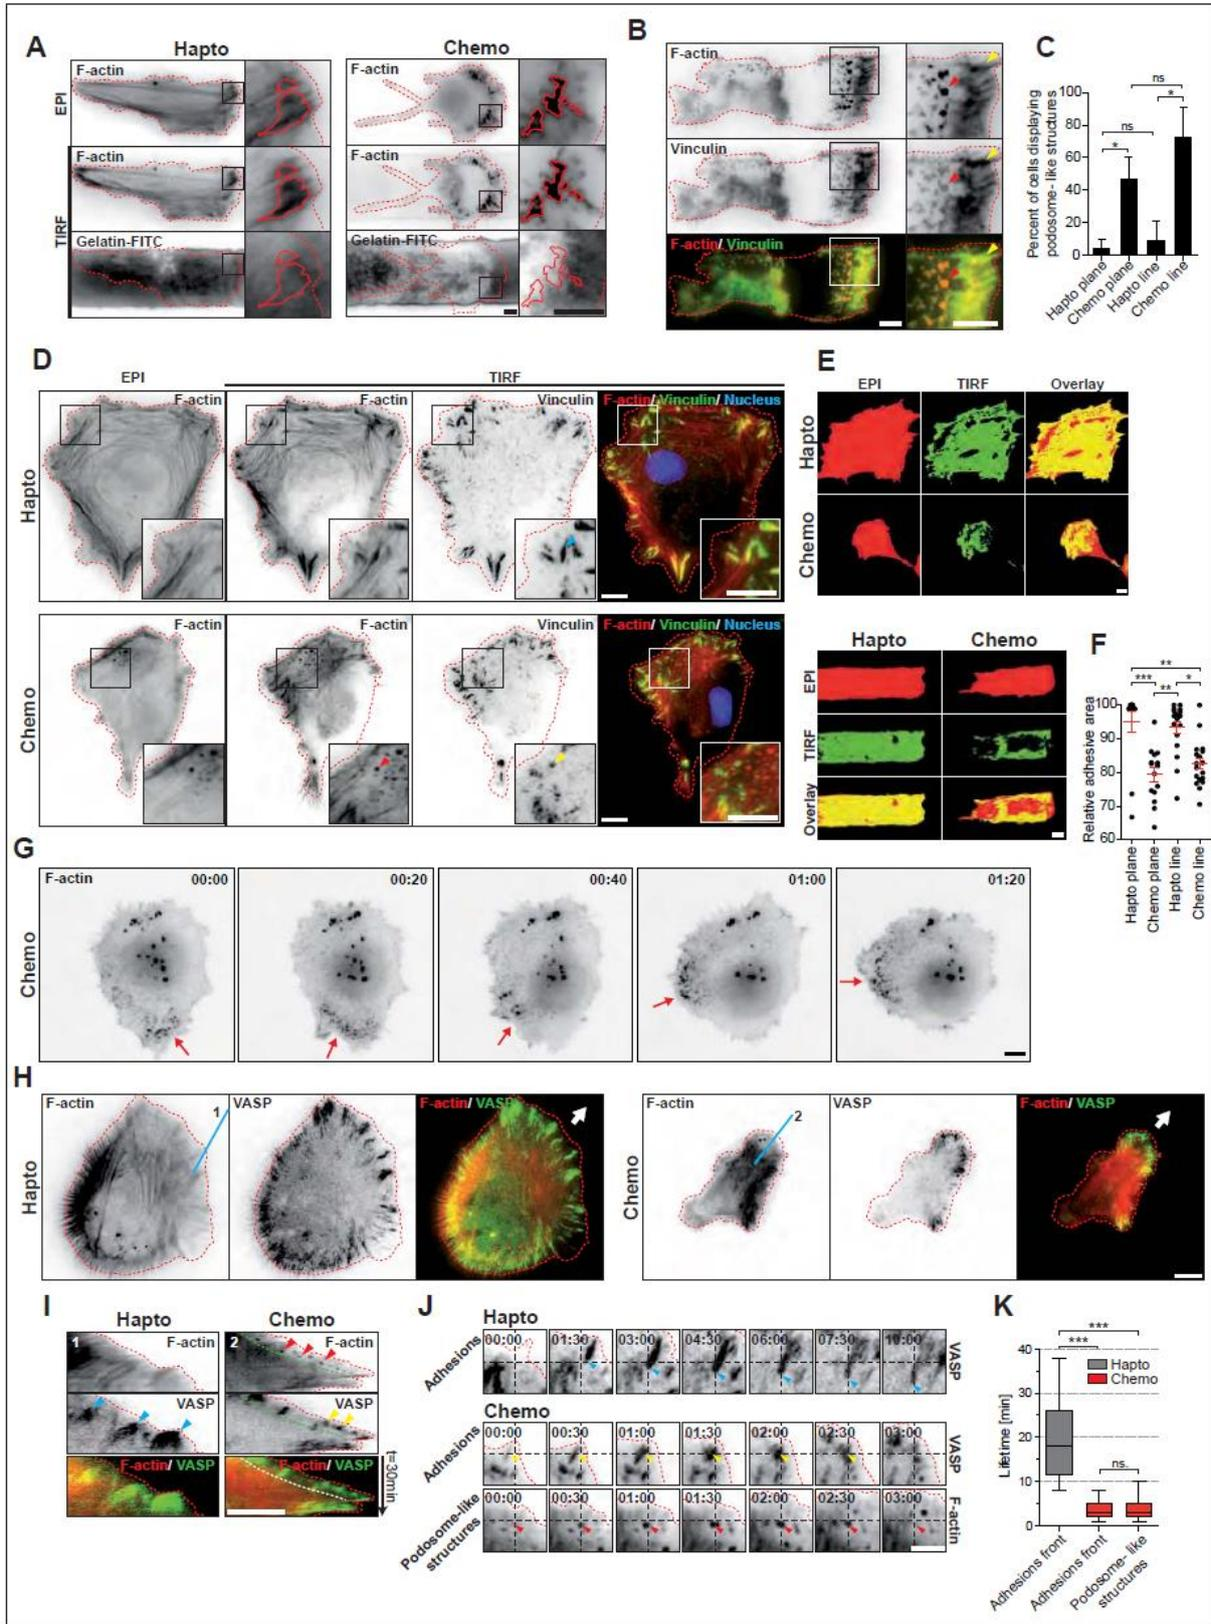 A
Hapto
Chemo
EPI
F-actin
F-actin
TIRF
F-actin
F-actin
Gelatin-FITC
Gelatin-FITC
B
F-actin
Vinculin
F-actin/ Vinculin
C
Percent of cells displaying
podosome- like structures
100
80
60
40
20
0
ns
*
ns
*
Hapto plane
Chemo plane
Hapto line
Chemo line
D
EPI
TIRF
Hapto
F-actin
F-actin
Vinculin
F-actin/ Vinculin/ Nucleus
Chemo
F-actin
F-actin
Vinculin
F-actin/ Vinculin/ Nucleus
E
EPI
TIRF
Overlay
Hapto
Chemo
Hapto
Chemo
EPI
TIRF
Overlay
F
Relative adhesive area
100
90
80
70
60
**
***
**
*
Hapto plane
Chemo plane
Hapto line
Chemo line
G
Chemo
F-actin
00:00
00:20
00:40
01:00
01:20
H
Hapto
F-actin
1
VASP
F-actin/ VASP
Chemo
F-actin
2
VASP
F-actin/ VASP
I
Hapto
Chemo
1
F-actin
2
F-actin
VASP
VASP
F-actin/ VASP
F-actin/ VASP
t=30min
J
Hapto
Adhesions
00:00
01:30
03:00
04:30
06:00
07:30
10:00
VASP
Chemo
Adhesions
00:00
00:30
01:00
01:30
02:00
02:30
03:00
VASP
Podosome-like
structures
00:00
00:30
01:00
01:30
02:00
02:30
03:00
F-actin
K
Lifetime [min]
40
30
20
10
0
***
***
ns.
Hapto
Chemo
Adhesions front
Adhesions front
Podosome- like
structures